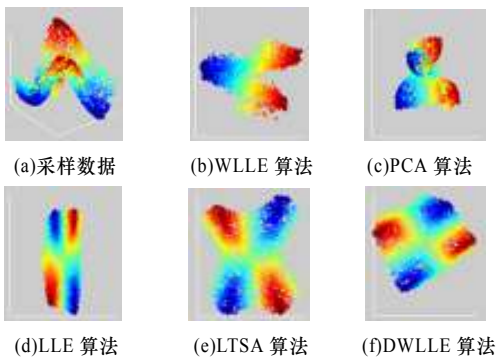 (a)采样数据
(b)WLLE 算法
(c)PCA 算法
(d)LLE 算法
(e)LTSA 算法
(f)DWLLE 算法